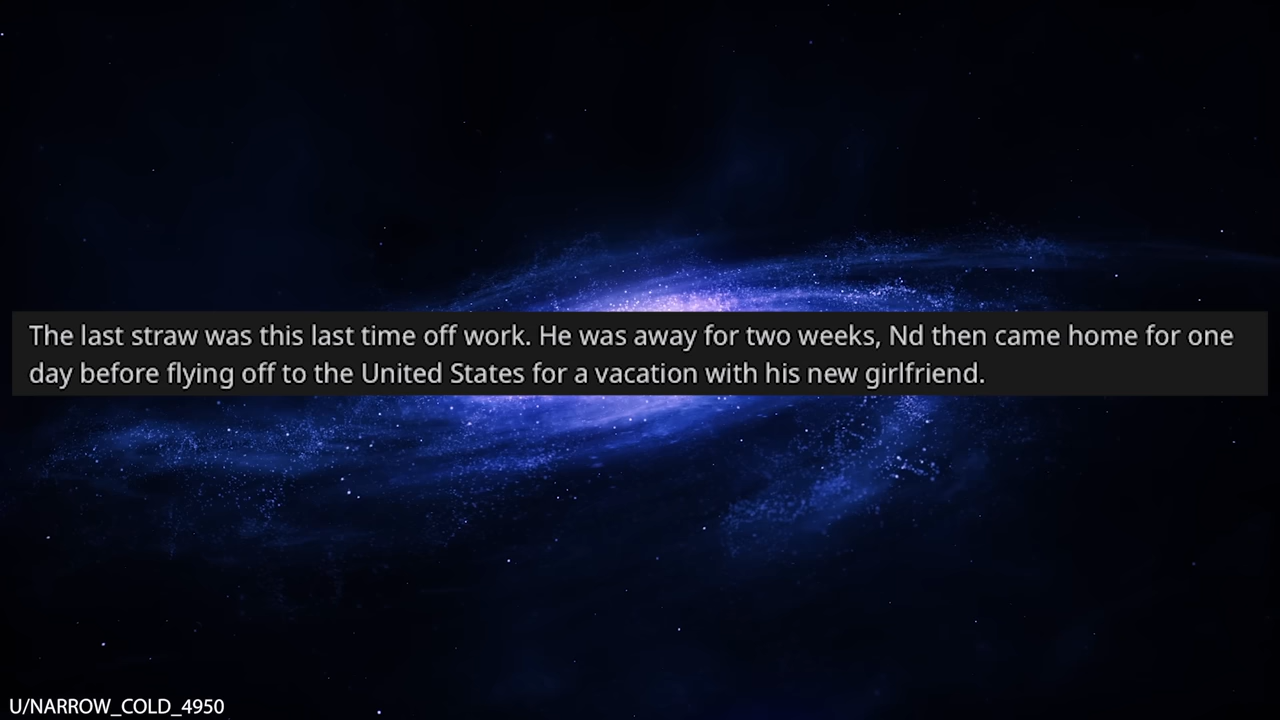 The last straw was this last time off work. He was away for two weeks, Nd then came home for one
day before flying off to the United States for a vacation with his new girlfriend.
U/NARROW_COLD_4950